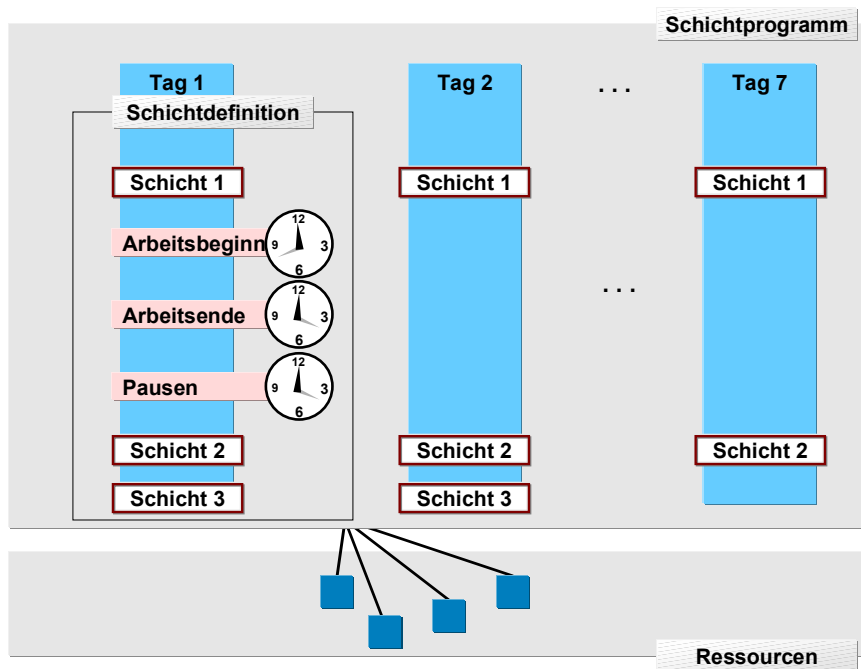 Schichtprogramm
Tag 1
Tag 2
. . .
Tag 7
Schichtdefinition
Schicht 1
Schicht 1
Schicht 1
Arbeitsbeginn
12
9
3
6
. . .
Arbeitsende
12
9
3
6
Pausen
12
9
3
6
Schicht 2
Schicht 2
Schicht 2
Schicht 3
Schicht 3
Ressourcen